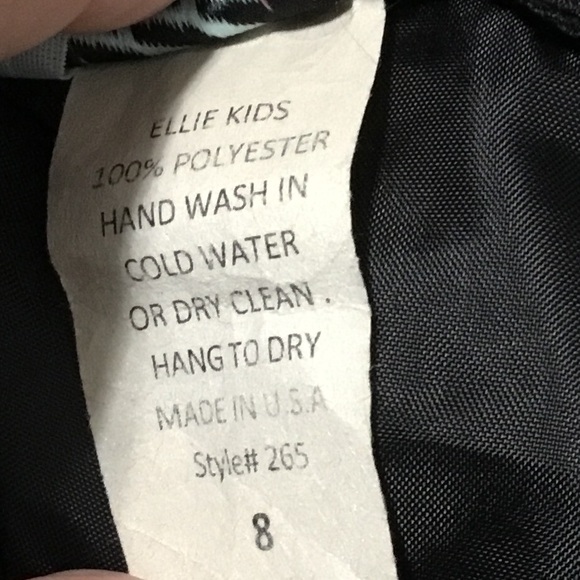 ELLIE KIDS
100% POLYESTER
HAND WASH IN
COLD WATER
OR DRY CLEAN .
HANG TO DRY
MADE IN U.S.A
Style# 265
8